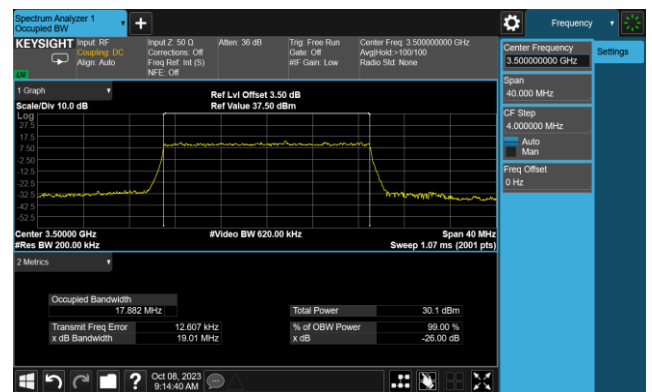 Spectrum Analyzer 1
Occupied BW
Frequency
KEYSIGHT
Input: RF
Coupling: DC
Align: Auto
Input Z: 50 Ω
Corrections: Off
Freq Ref: Int (S)
NFE: Off
Atten: 36 dB
Trig: Free Run
Gate: Off
#IF Gain: Low
Center Freq: 3.500000000 GHz
Avg|Hold:>100/100
Radio Std: None
Center Frequency
3.500000000 GHz
Settings
Span
40.000 MHz
CF Step
4.000000 MHz
Auto
Man
Freq Offset
0 Hz
1 Graph
Scale/Div 10.0 dB
Ref Lvl Offset 3.50 dB
Ref Value 37.50 dBm
Log
27.5
17.5
7.50
-2.50
-12.5
-22.5
-32.5
-42.5
-52.5
Center 3.50000 GHz
#Res BW 200.00 kHz
#Video BW 620.00 kHz
Span 40 MHz
Sweep 1.07 ms (2001 pts)
2 Metrics
Occupied Bandwidth
17.882 MHz
Total Power 30.1 dBm
Transmit Freq Error 12.607 kHz
% of OBW Power 99.00 %
x dB Bandwidth 19.01 MHz
x dB -26.00 dB
?
Oct 08, 2023
9:14:40 AM